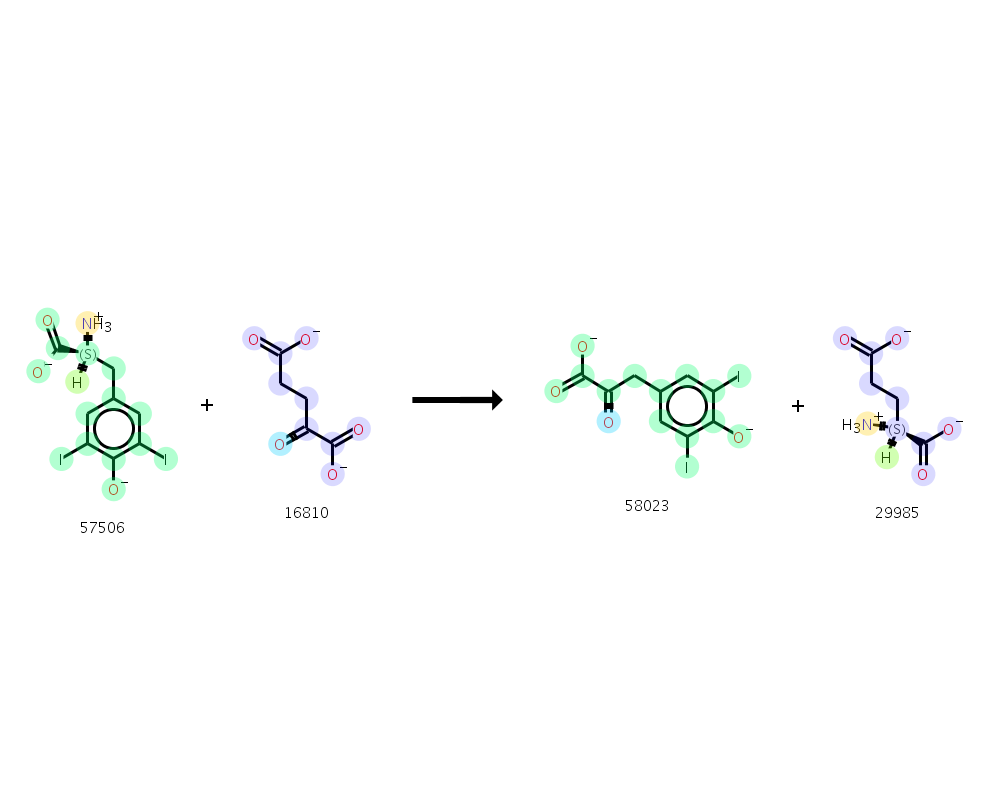 O NH3+ (S) O− H I I O−
57506
+
O O− O O O−
16810
O− O O I O− I
58023
+
O O− H3N+ (S) O− H O
29985